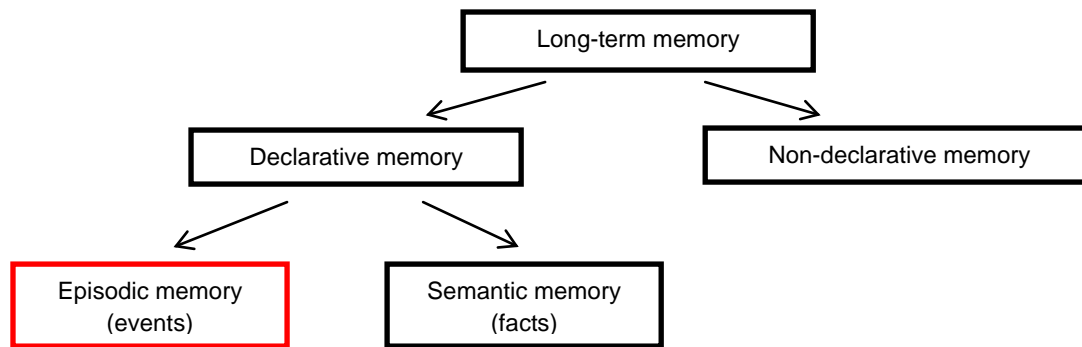 Long-term memory
Declarative memory
Non-declarative memory
Episodic memory
(events)
Semantic memory
(facts)